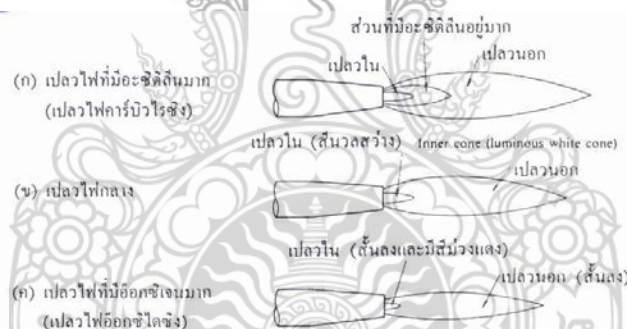 ส่วนที่มีอะซิติลีนอยู่มาก
เปลวใน
เปลวนอก
(ก) เปลวไฟที่มีอะซิติลีนมาก
(เปลวไฟคาร์บิวไรซิง)
เปลวใน (สีนวลสว่าง) Inner cone (luminous white cone)
เปลวนอก
(ข) เปลวไฟกลาง
เปลวใน (สั้นลงและมีสีม่วงแดง)
เปลวนอก (สั้นลง)
(ค) เปลวไฟที่มีอ๊อกซิเจนมาก
(เปลวไฟอ๊อกซิไดซิง)